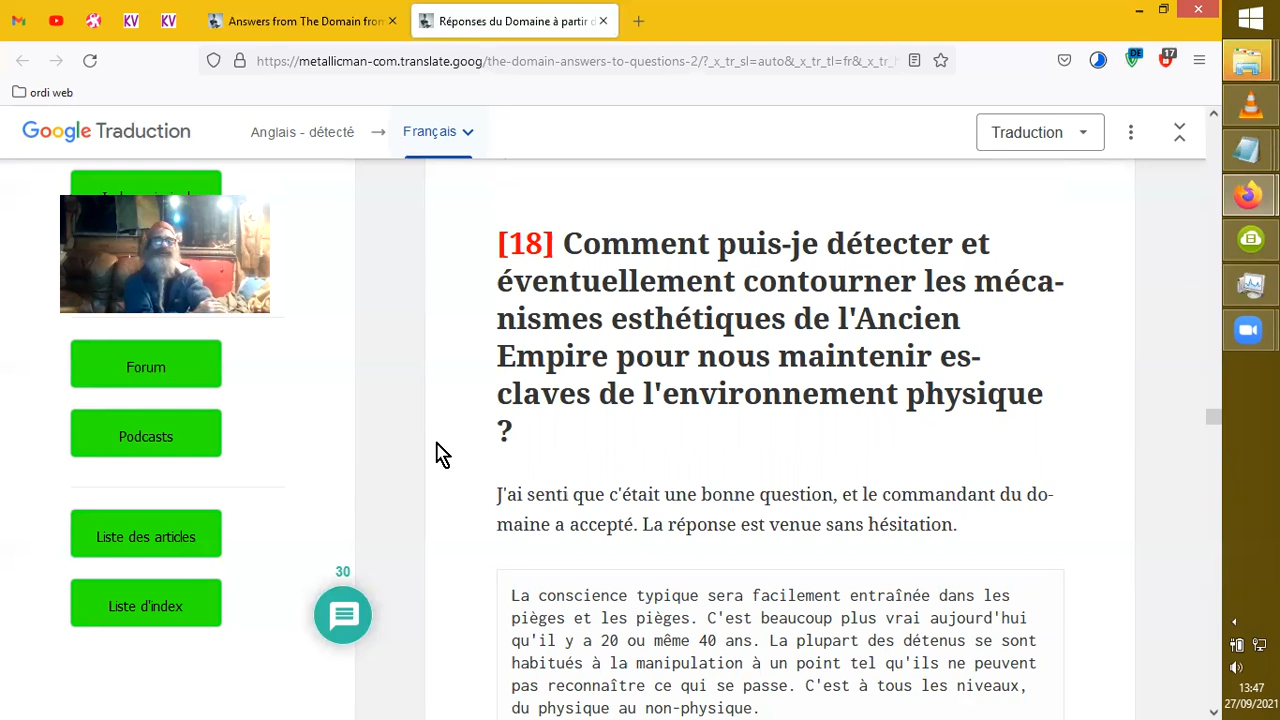 Answers from The Domain from
Réponses du Domaine à partir d
https://metallicman-com.translate.goog/the-domain-answers-to-questions-2/?_x_tr_sl=auto&_x_tr_tl=fr&_x_tr_h
DE
17
ordi web
Google Traduction
Anglais - détecté
Français
Traduction
[18] Comment puis-je détecter et
éventuellement contourner les méca-
nismes esthétiques de l'Ancien
Empire pour nous maintenir es-
claves de l'environnement physique
?
Forum
Podcasts
J'ai senti que c'était une bonne question, et le commandant du do-
maine a accepté. La réponse est venue sans hésitation.
Liste des articles
Liste d'index
30
La conscience typique sera facilement entraînée dans les
pièges et les pièges. C'est beaucoup plus vrai aujourd'hui
qu'il y a 20 ou même 40 ans. La plupart des détenus se sont
habitués à la manipulation à un point tel qu'ils ne peuvent
pas reconnaître ce qui se passe. C'est à tous les niveaux,
du physique au non-physique.
13:47
27/09/2021